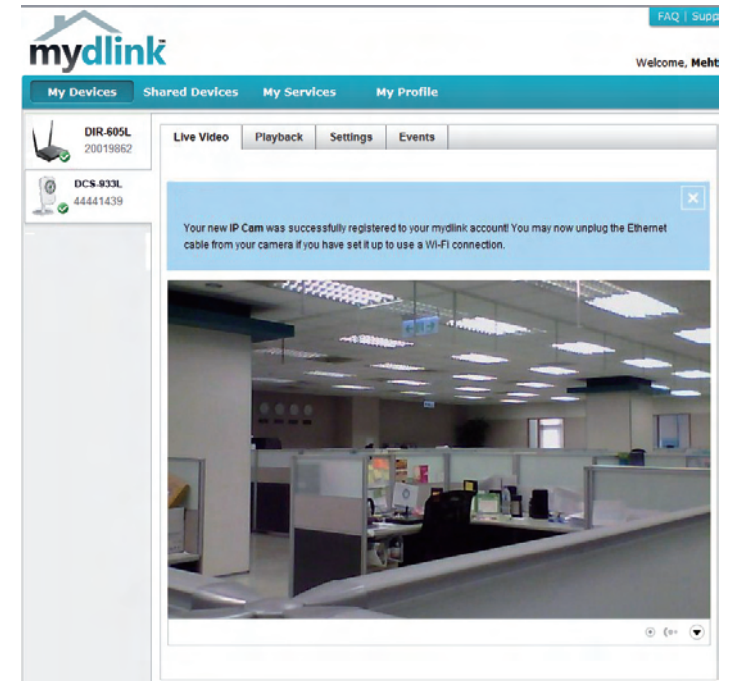 FAQ | Supp
mydlink
Welcome, Meht
My Devices Shared Devices My Services My Profile
DIR-605L
20019862
Live Video Playback Settings Events
DCS-933L
44441439
Your new IP Cam was successfully registered to your mydlink account! You may now unplug the Ethernet
cable from your camera if you have set it up to use a Wi-Fi connection.